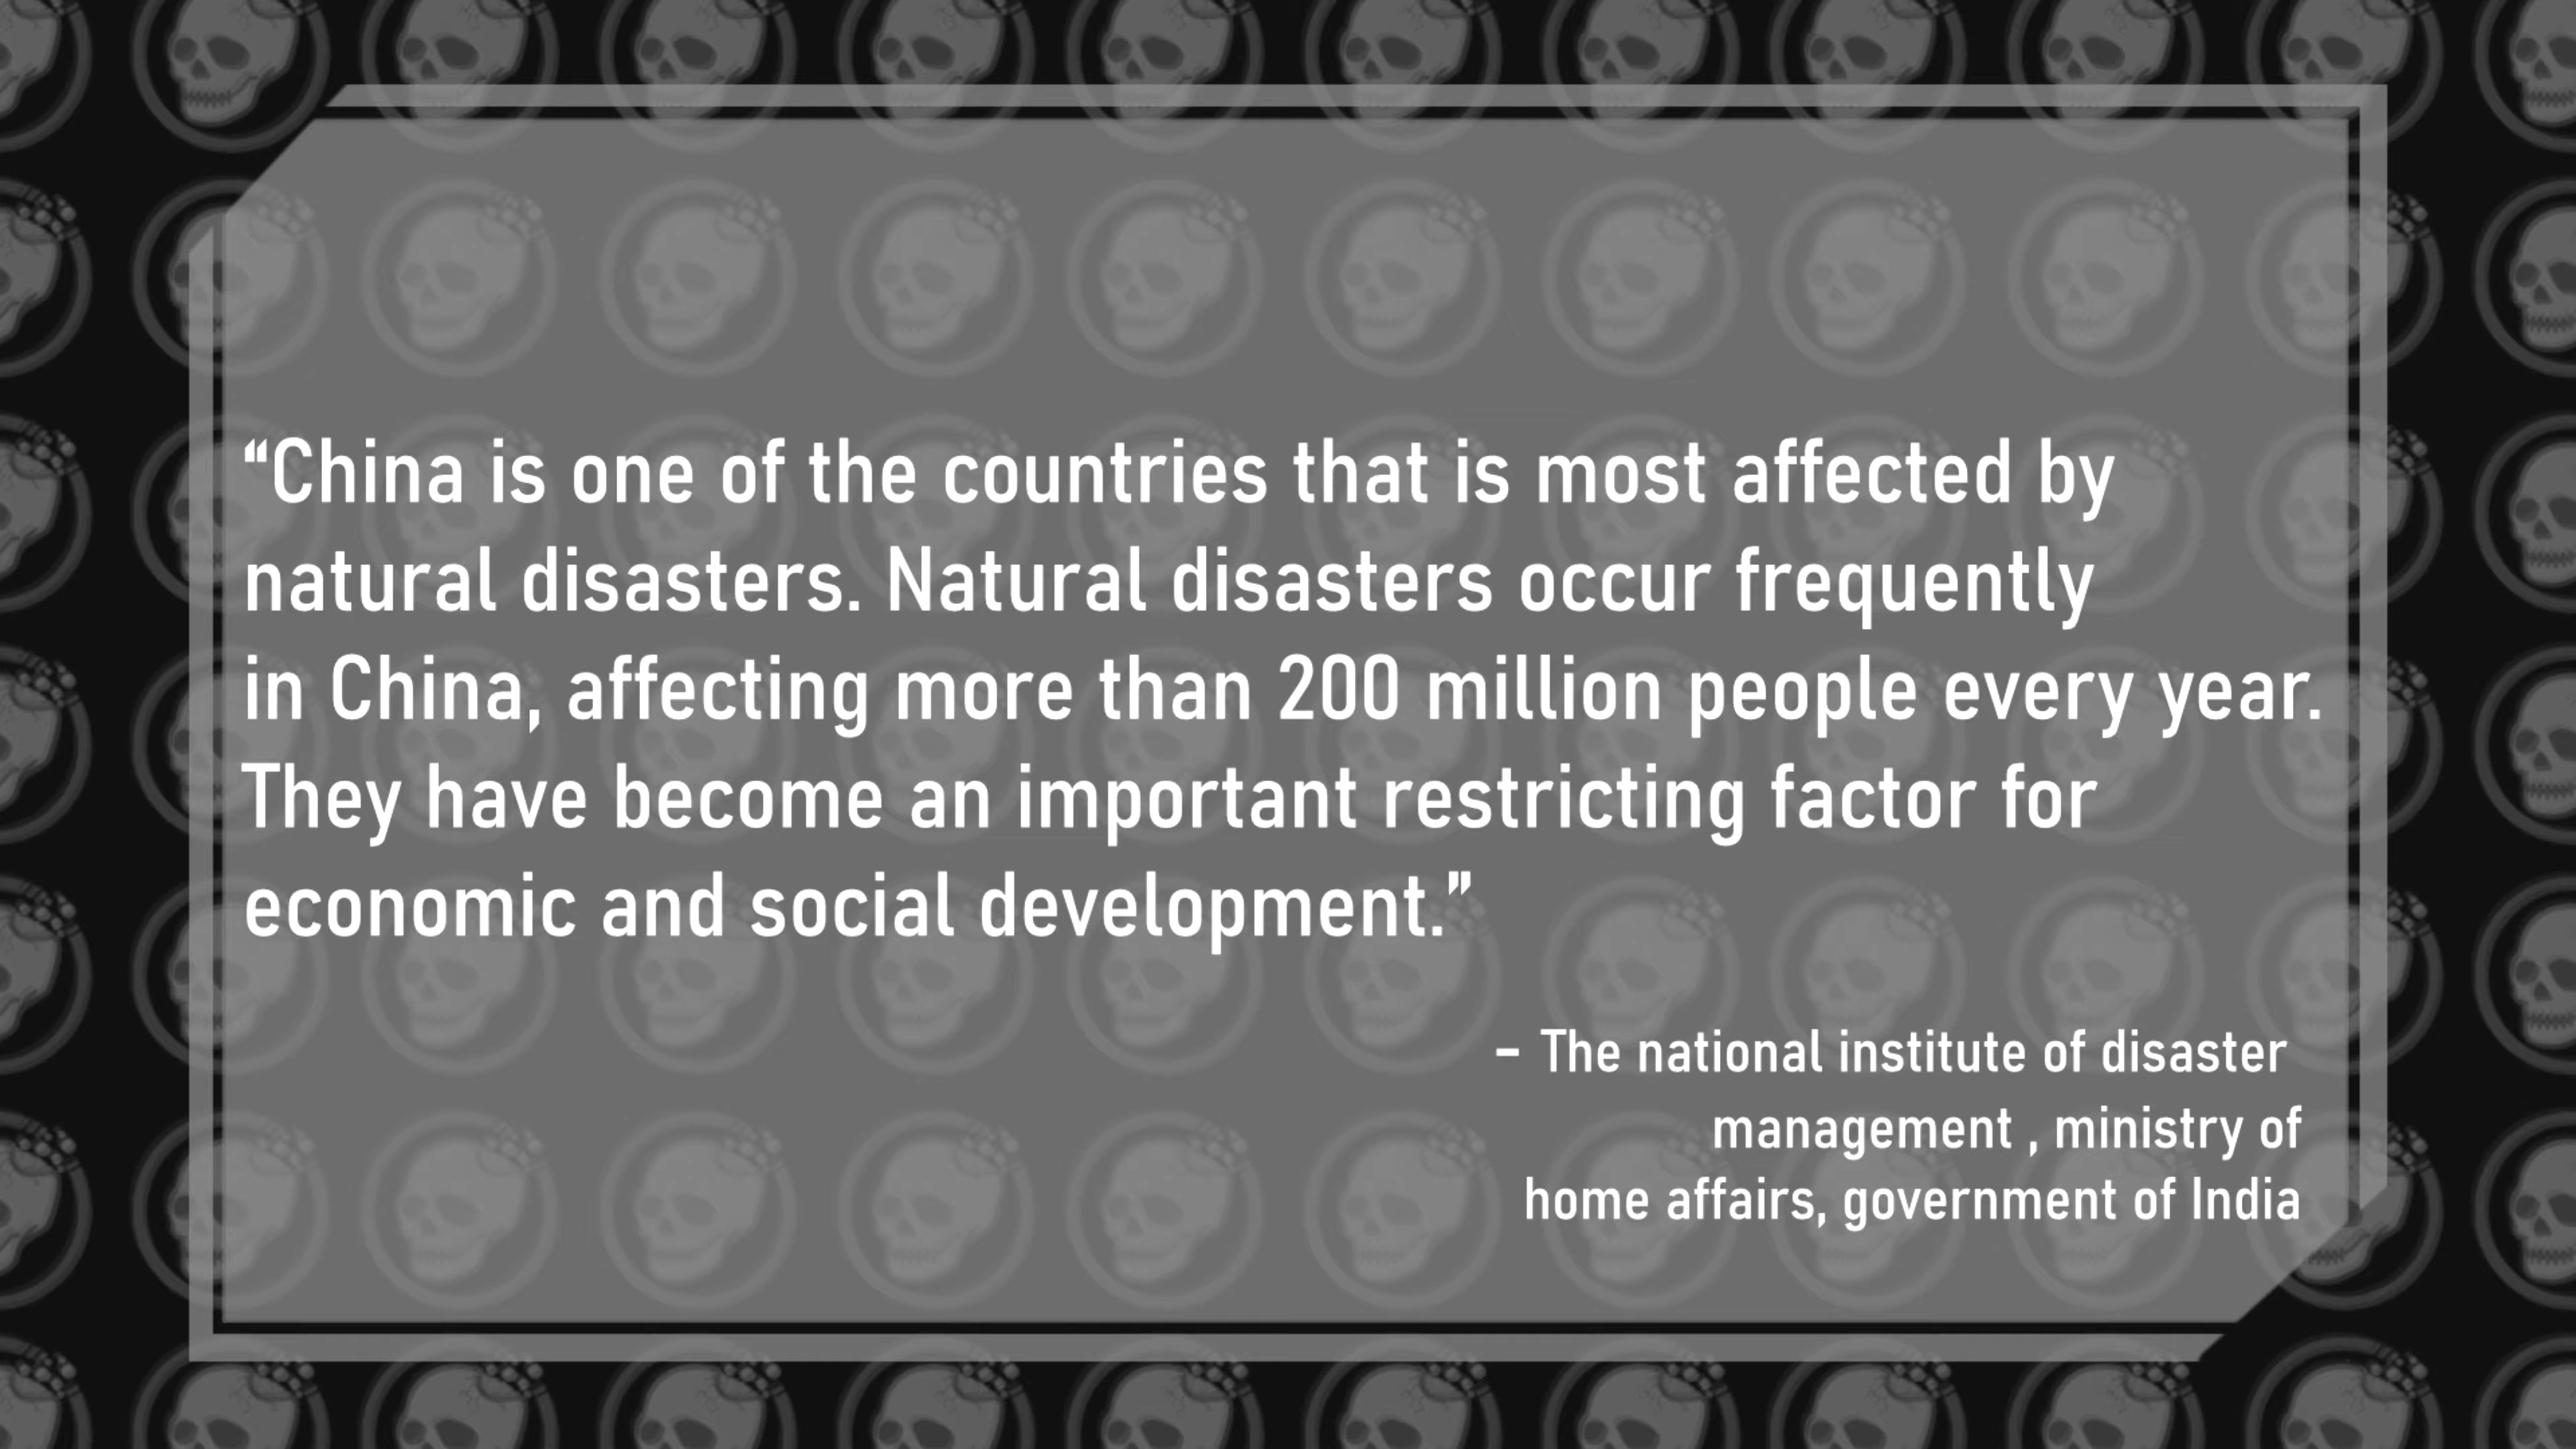 “China is one of the countries that is most affected by
natural disasters. Natural disasters occur frequently
in China, affecting more than 200 million people every year.
They have become an important restricting factor for
economic and social development.”
- The national institute of disaster
management , ministry of
home affairs, government of India